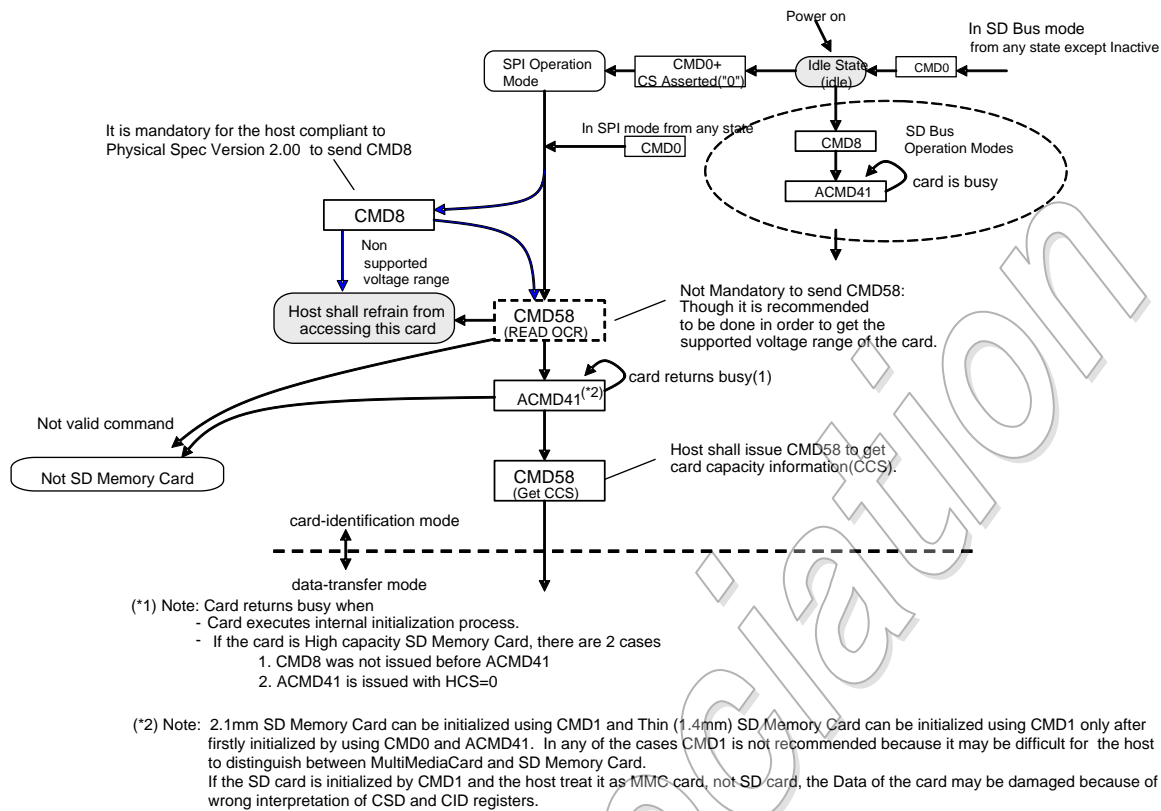 Power on
In SD Bus mode
from any state except Inactive
SPI Operation
Mode
CMD0+
CS Asserted("0")
Idle State
(idle)
CMD0
In SPI mode from any state
CMD0
CMD8
SD Bus
Operation Modes
ACMD41
card is busy
It is mandatory for the host compliant to
Physical Spec Version 2.00 to send CMD8
CMD8
Non
supported
voltage range
Host shall refrain from
accessing this card
CMD58
(READ OCR)
Not Mandatory to send CMD58:
Though it is recommended
to be done in order to get the
supported voltage range of the card.
card returns busy(1)
ACMD41(*2)
Not valid command
Not SD Memory Card
CMD58
(Get CCS)
Host shall issue CMD58 to get
card capacity information(CCS).
card-identification mode
data-transfer mode
(*1) Note: Card returns busy when
- Card executes internal initialization process.
- If the card is High capacity SD Memory Card, there are 2 cases
1. CMD8 was not issued before ACMD41
2. ACMD41 is issued with HCS=0
(*2) Note: 2.1mm SD Memory Card can be initialized using CMD1 and Thin (1.4mm) SD Memory Card can be initialized using CMD1 only after
firstly initialized by using CMD0 and ACMD41. In any of the cases CMD1 is not recommended because it may be difficult for the host
to distinguish between MultiMediaCard and SD Memory Card.
If the SD card is initialized by CMD1 and the host treat it as MMC card, not SD card, the Data of the card may be damaged because of
wrong interpretation of CSD and CID registers.
ciation